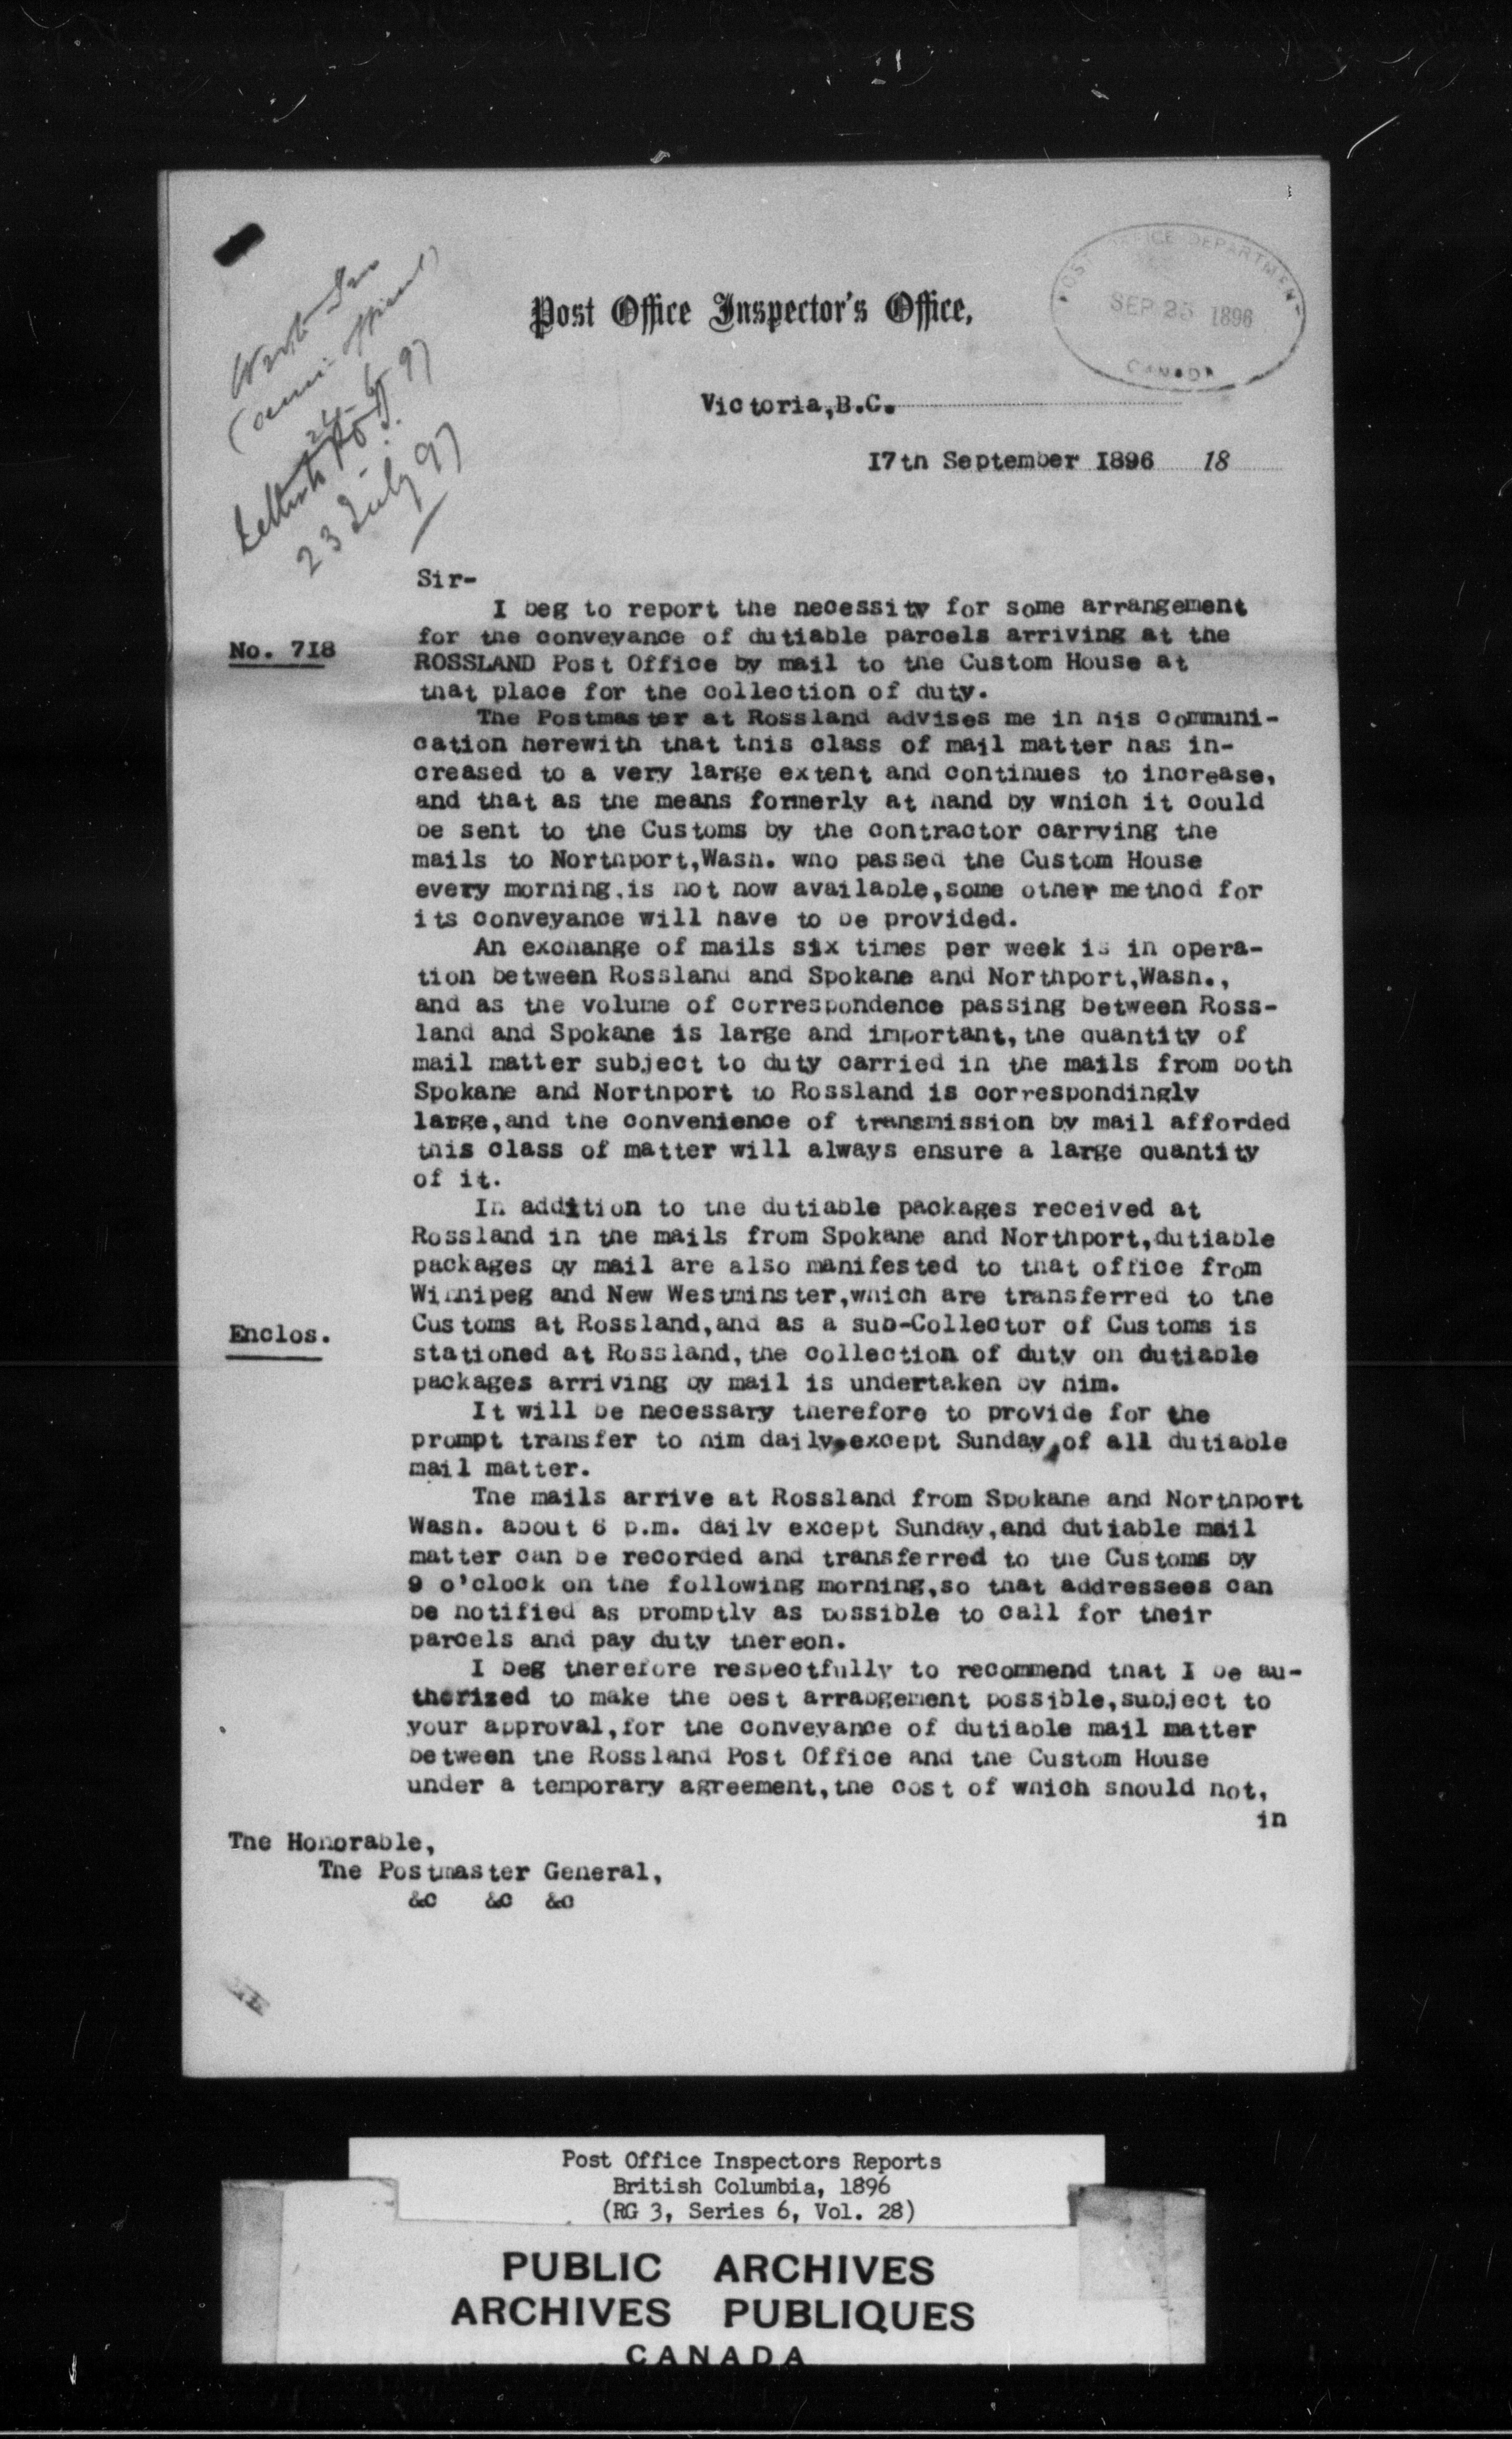 Post Office Inspector's Office,
POST OFFICE DEPARTMENT
SEP 25 1896
CANADA
Victoria,B.C.
17th September 1896 18
23 July 97
Sir-
I beg to report the necessity for some arrangement
for the conveyance of dutiable parcels arriving at the
No. 718
ROSSLAND Post Office by mail to the Custom House at
that place for the collection of duty.
The Postmaster at Rossland advises me in his communi-
cation herewith that this class of mail matter has in-
creased to a very large extent and continues to increase,
and that as the means formerly at hand by which it could
be sent to the Customs by the contractor carrying the
mails to Northport,Wash. who passed the Custom House
every morning,is not now available,some other method for
its conveyance will have to be provided.
An exchange of mails six times per week is in opera-
tion between Rossland and Spokane and Northport,Wash.,
and as the volume of correspondence passing between Ross-
land and Spokane is large and important,the quantity of
mail matter subject to duty carried in the mails from both
Spokane and Northport to Rossland is correspondingly
large,and the convenience of transmission by mail afforded
this class of matter will always ensure a large quantity
of it.
In addition to the dutiable packages received at
Rossland in the mails from Spokane and Northport,dutiable
packages by mail are also manifested to that office from
Winnipeg and New Westminster,which are transferred to the
Enclos.
Customs at Rossland,and as a sub-Collector of Customs is
stationed at Rossland,the collection of duty on dutiable
packages arriving by mail is undertaken by him.
It will be necessary therefore to provide for the
prompt transfer to him daily,except Sunday,of all dutiable
mail matter.
The mails arrive at Rossland from Spokane and Northport
Wash. about 6 p.m. daily except Sunday,and dutiable mail
matter can be recorded and transferred to the Customs by
9 o'clock on the following morning,so that addressees can
be notified as promptly as possible to call for their
parcels and pay duty thereon.
I beg therefore respectfully to recommend that I be au-
thorized to make the best arrabgement possible,subject to
your approval,for the conveyance of dutiable mail matter
between the Rossland Post Office and the Custom House
under a temporary agreement,the cost of which should not,
in
The Honorable,
The Postmaster General,
&c &c &c
Post Office Inspectors Reports
British Columbia, 1896
(RG 3, Series 6, Vol. 28)
PUBLIC ARCHIVES
ARCHIVES PUBLIQUES
CANADA